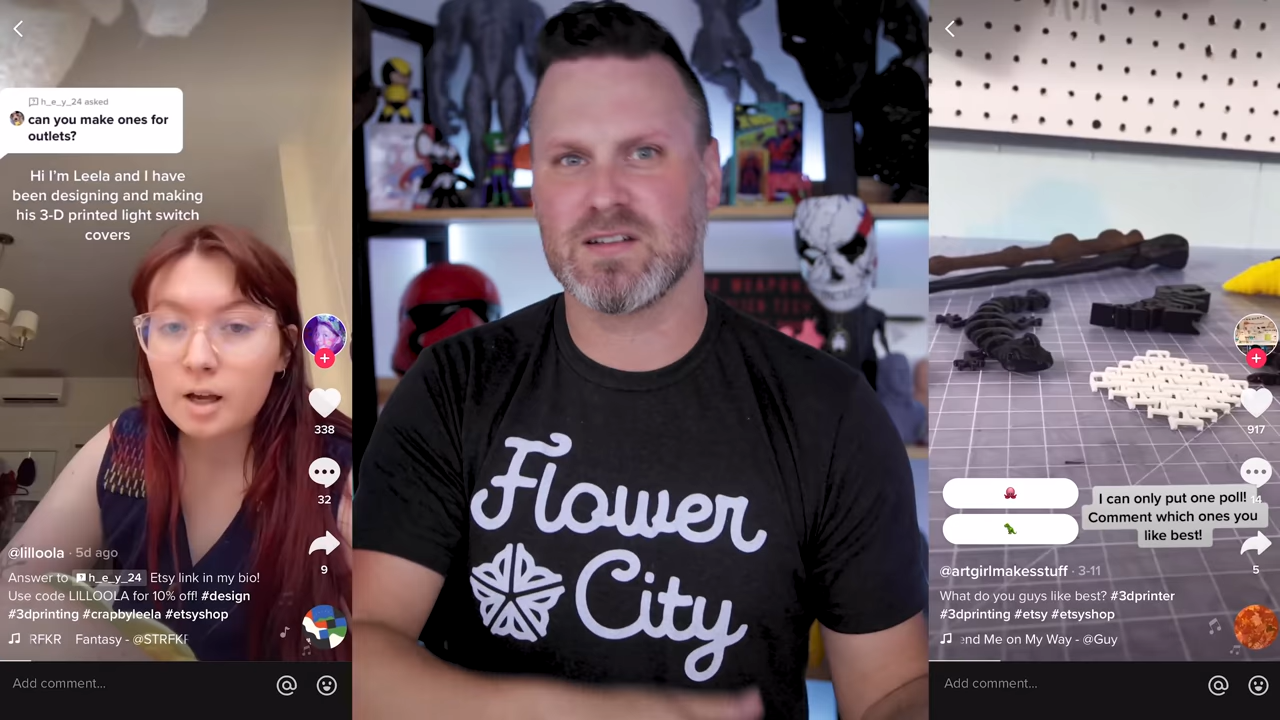 h_e_y_24 asked
can you make ones for
outlets?
Hi I'm Leela and I have
been designing and making
his 3-D printed light switch
covers
338
32
9
@lilloola · 5d ago
Answer to h_e_y_24 Etsy link in my bio!
Use code LILLOOLA for 10% off! #design
#3dprinting #crapbyleela #etsyshop
RFKR Fantasy - @STRFKF
Add comment...
@
Flower
City
917
14
I can only put one poll!
Comment which ones you
like best!
5
@artgirlmakesstuff · 3-11
What do you guys like best? #3dprinter
#3dprinting #etsy #etsyshop
end Me on My Way - @Guy
Add comment...
@